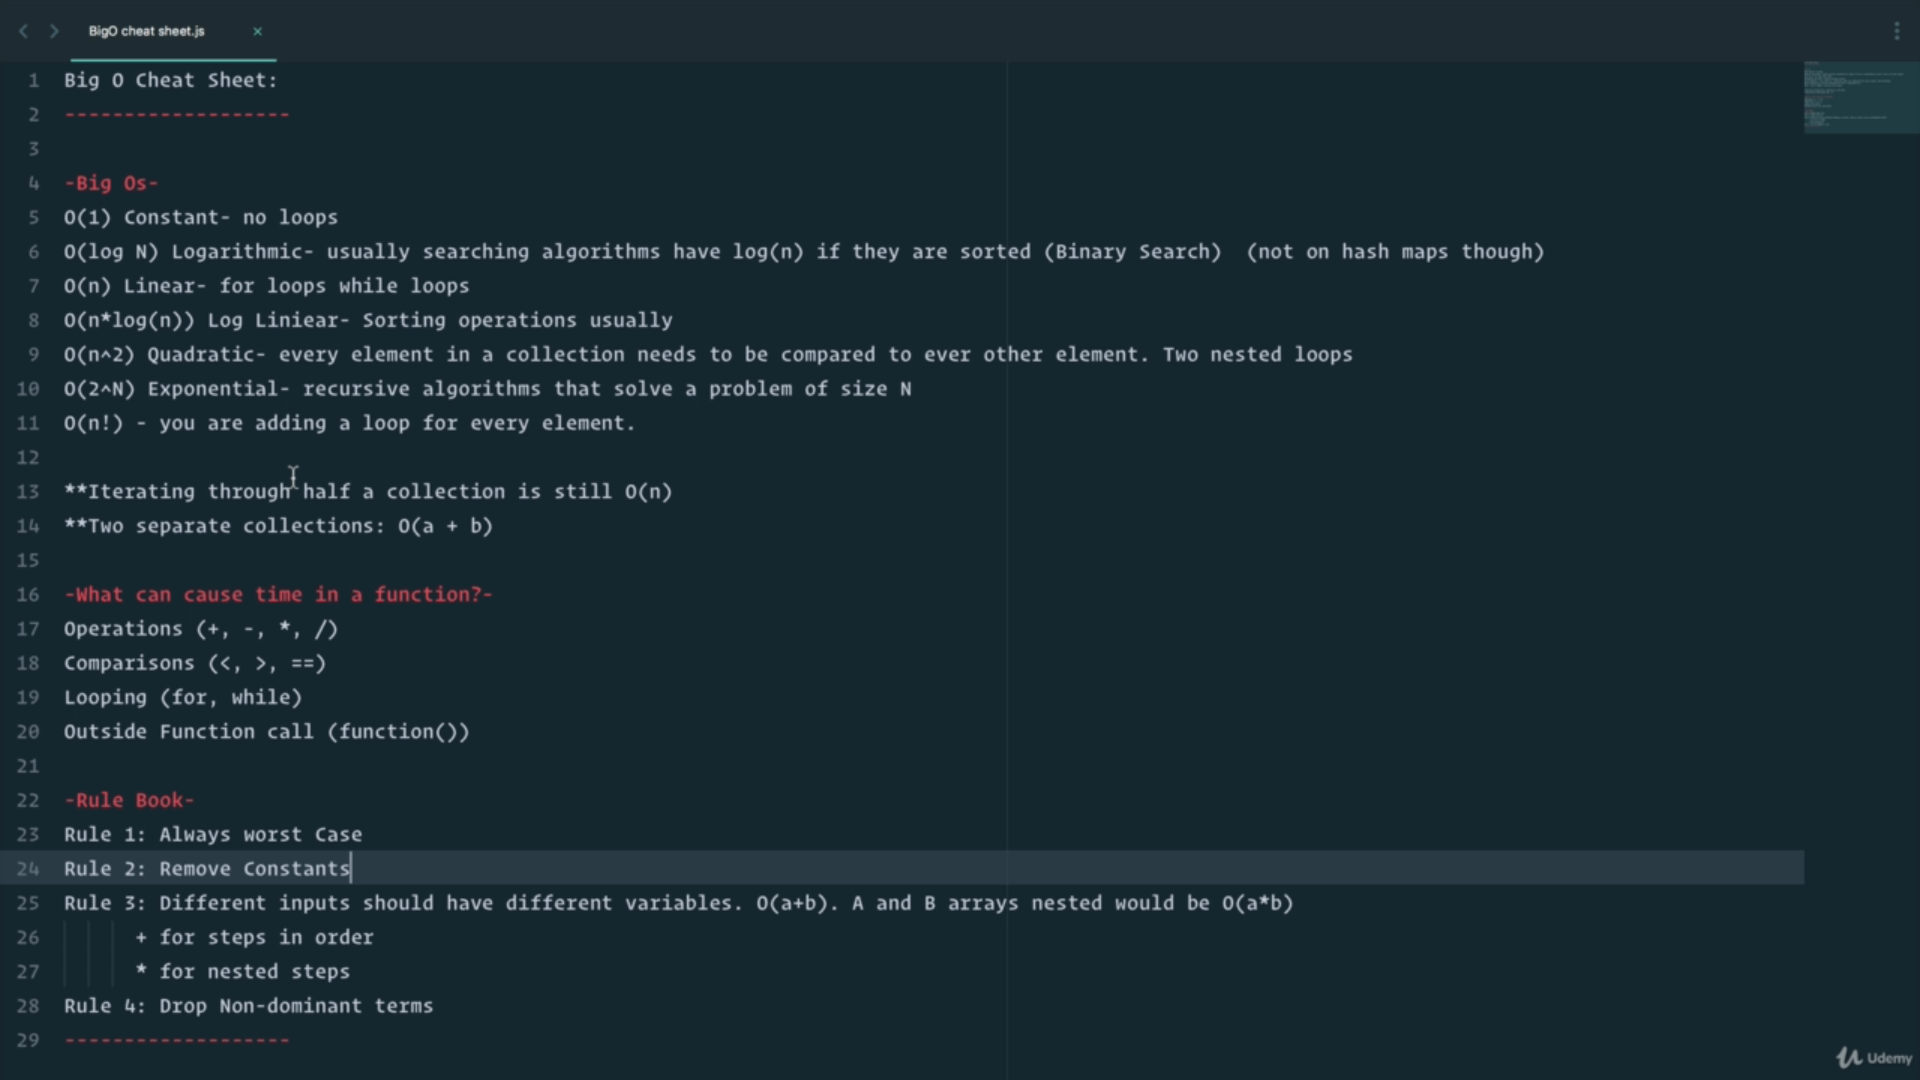 BigO cheat sheet.js
1 Big O Cheat Sheet:
2 -------------------
3
4 -Big Os-
5 O(1) Constant- no loops
6 O(log N) Logarithmic- usually searching algorithms have log(n) if they are sorted (Binary Search)  (not on hash maps though)
7 O(n) Linear- for loops while loops
8 O(n*log(n)) Log Liniear- Sorting operations usually
9 O(n^2) Quadratic- every element in a collection needs to be compared to ever other element. Two nested loops
10 O(2^N) Exponential- recursive algorithms that solve a problem of size N
11 O(n!) - you are adding a loop for every element.
12
13 **Iterating through half a collection is still O(n)
14 **Two separate collections: O(a + b)
15
16 -What can cause time in a function?-
17 Operations (+, -, *, /)
18 Comparisons (<, >, ==)
19 Looping (for, while)
20 Outside Function call (function())
21
22 -Rule Book-
23 Rule 1: Always worst Case
24 Rule 2: Remove Constants
25 Rule 3: Different inputs should have different variables. O(a+b). A and B arrays nested would be O(a*b)
26 + for steps in order
27 * for nested steps
28 Rule 4: Drop Non-dominant terms
29 -------------------
Udemy